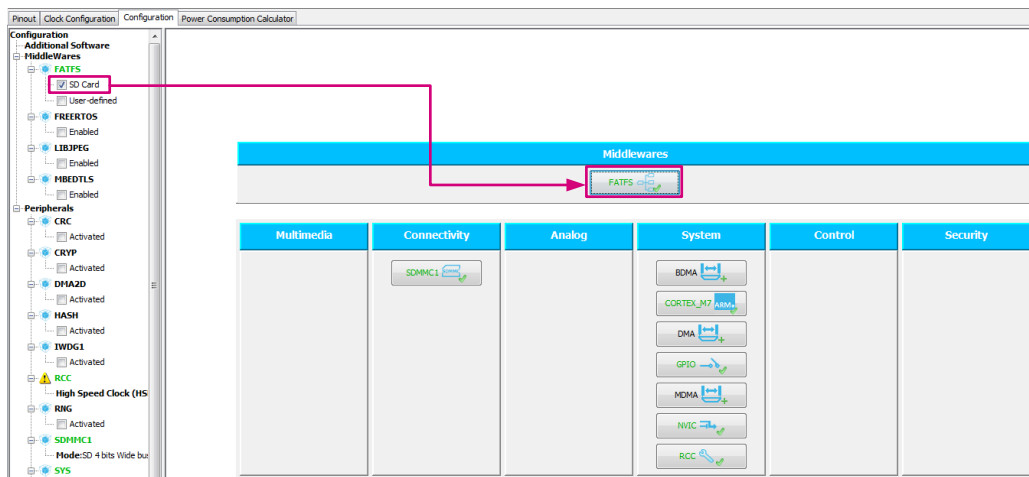 Pinout Clock Configuration Configuration Power Consumption Calculator
Configuration
Additional Software
MiddleWares
FATFS
SD Card
User-defined
FREERTOS
Enabled
LIBJPEG
Enabled
MBEDTLS
Enabled
Peripherals
CRC
Activated
CRYP
Activated
DMA2D
Activated
HASH
Activated
IWDG1
Activated
RCC
High Speed Clock (HS
RNG
Activated
SDMMC1
Mode:SD 4 bits Wide bu
SYS
Middlewares
FATFS
Multimedia Connectivity Analog System Control Security
SDMMC1
BDMA
CORTEX_M7 ARM
DMA
GPIO
MDMA
NVIC
RCC